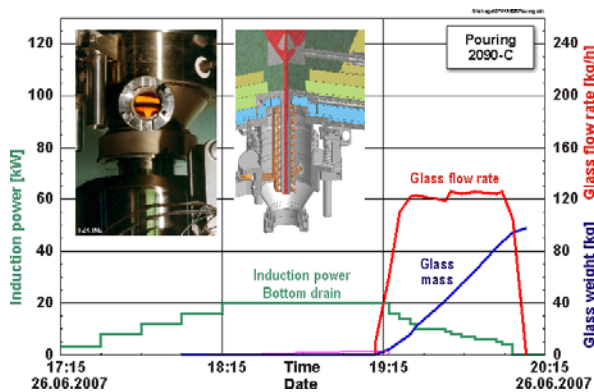 Pouring
2090-C
Induction power [kW]
120
100
80
60
40
20
0
240
200
160
120
80
40
0
Glass flow rate [kg/h]
Glass weight [kg]
Glass flow rate
Glass
mass
Induction power
Bottom drain
17:15
18:15
Time
19:15
20:15
26.06.2007
Date
26.06.2007